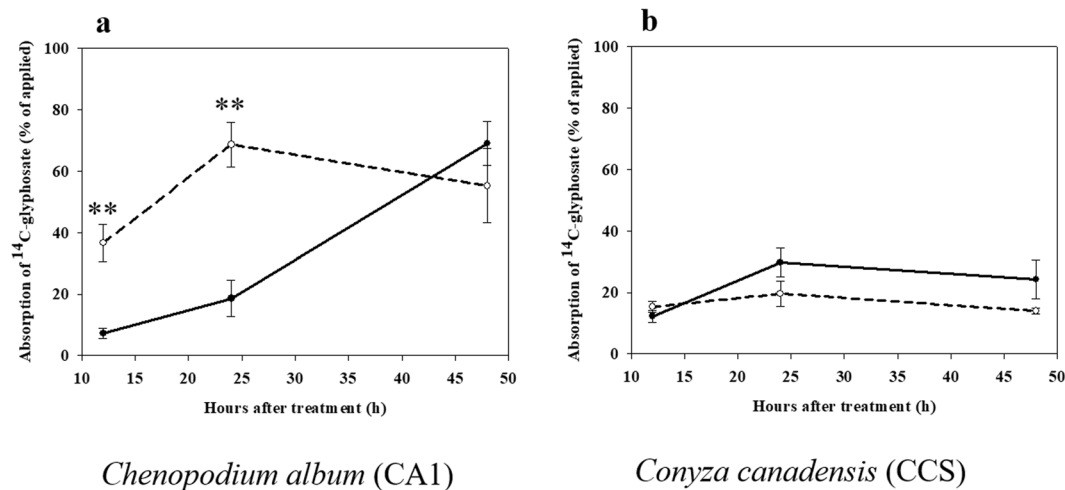 a
Absorption of ¹⁴C-glyphosate (% of applied)
100
80
60
40
20
0
**
**
10 15 20 25 30 35 40 45 50
Hours after treatment (h)
Chenopodium album (CA1)
b
Absorption of ¹⁴C-glyphosate (% of applied)
100
80
60
40
20
0
10 15 20 25 30 35 40 45 50
Hours after treatment (h)
Conyza canadensis (CCS)